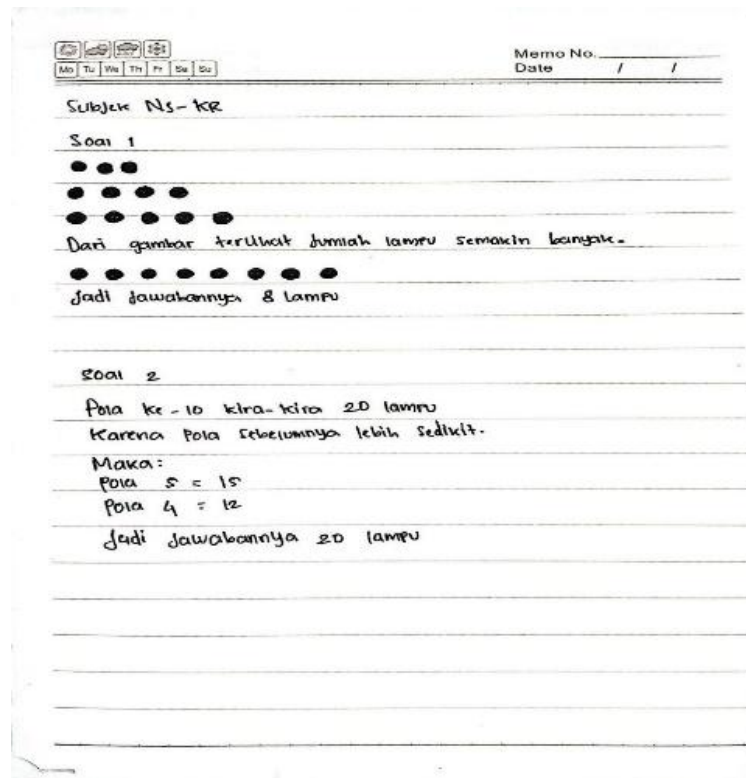 Memo No.
Mo Tu We Th Fr Sa Su
Date / /
Subjek NS-KR
Soal 1
Dari gambar terlihat Jumlah lampu semakin banyak.
Jadi Jawabannya 8 lampu
Soal 2
Pola ke-10 kira-kira 20 lampu
Karena Pola sebelumnya lebih sedikit.
Maka:
Pola 5 = 15
Pola 4 = 12
Jadi Jawabannya 20 lampu